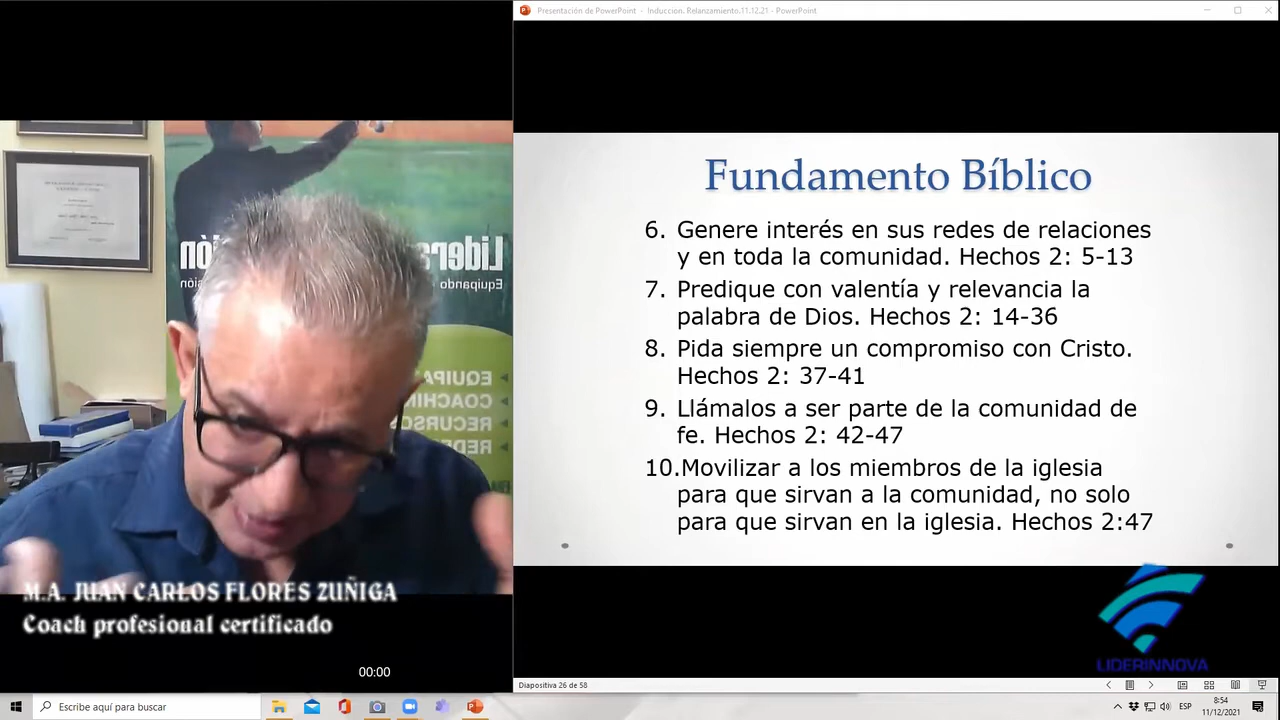 Presentación de PowerPoint - Induccion. Relanzamiento.11.12.21 - PowerPoint
Fundamento Bíblico
6. Genere interés en sus redes de relaciones
y en toda la comunidad. Hechos 2: 5-13
7. Predique con valentía y relevancia la
palabra de Dios. Hechos 2: 14-36
8. Pida siempre un compromiso con Cristo.
Hechos 2: 37-41
9. Llámalos a ser parte de la comunidad de
fe. Hechos 2: 42-47
10.Movilizar a los miembros de la iglesia
para que sirvan a la comunidad, no solo
para que sirvan en la iglesia. Hechos 2:47
Equipando
COACHING
M.A. JUAN CARLOS FLORES ZUÑIGA
Coach profesional certificado
00:00
LIDERINNOVA
Diapositiva 26 de 58
Escribe aquí para buscar
ESP
8:54
11/12/2021